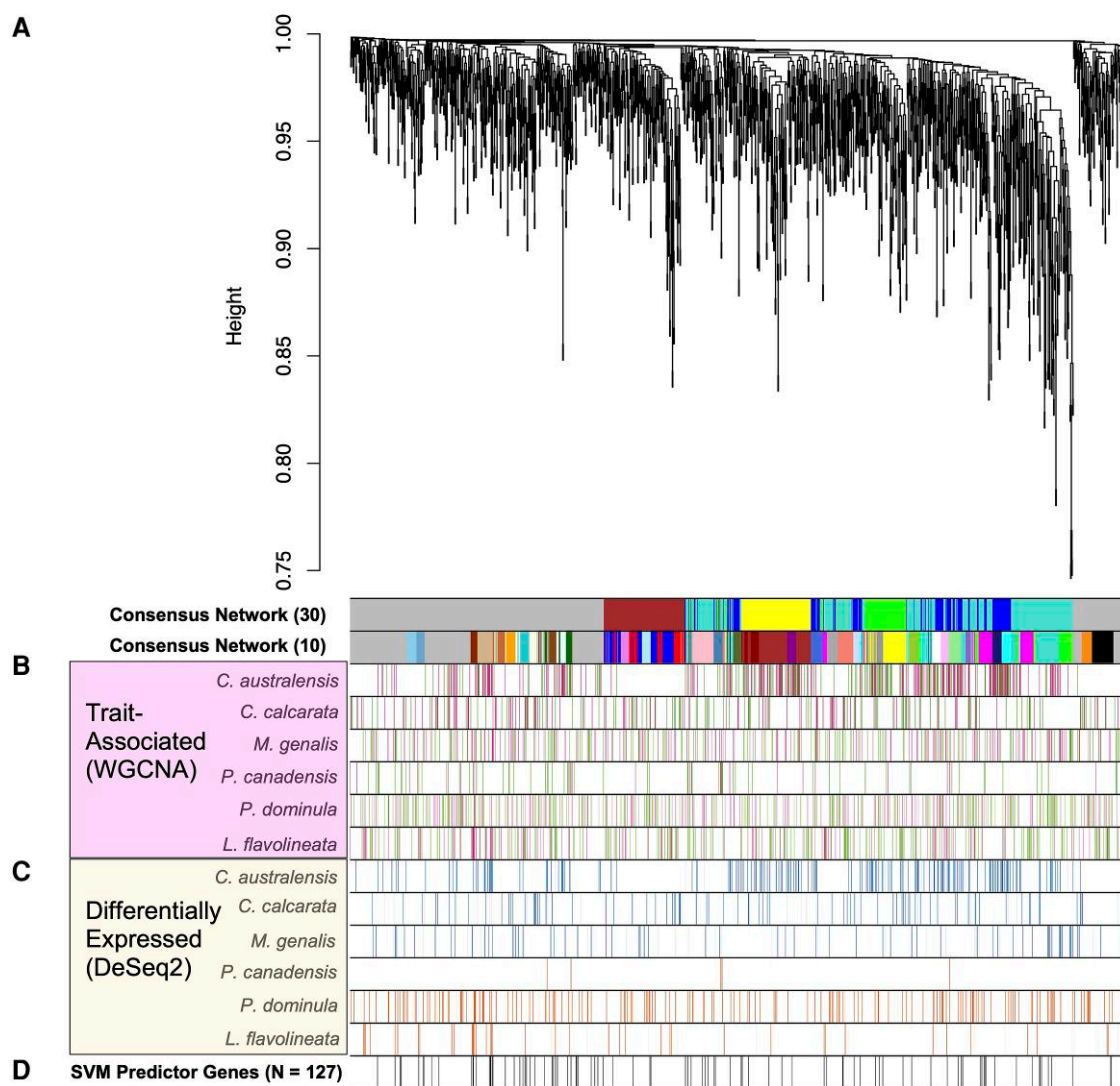 A
1.00
0.95
0.90
0.85
0.80
0.75
Height
Consensus Network (30)
Consensus Network (10)
B
Trait-
Associated
(WGCNA)
C. australensis
C. calcarata
M. genalis
P. canadensis
P. dominula
L. flavolineata
C
Differentially
Expressed
(DeSeq2)
C. australensis
C. calcarata
M. genalis
P. canadensis
P. dominula
L. flavolineata
D
SVM Predictor Genes (N = 127)